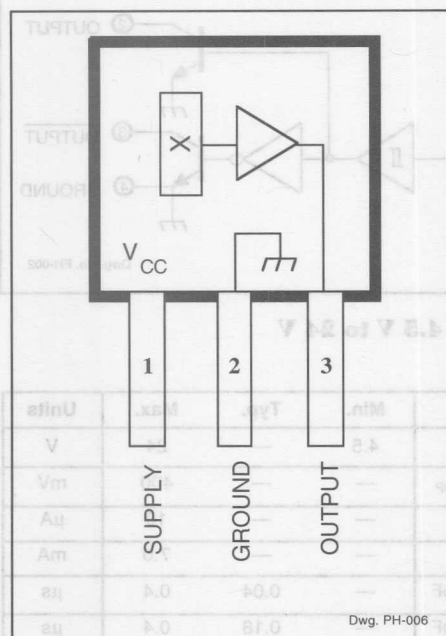 X
V CC
1 2 3
SUPPLY
GROUND
OUTPUT
Dwg. PH-006